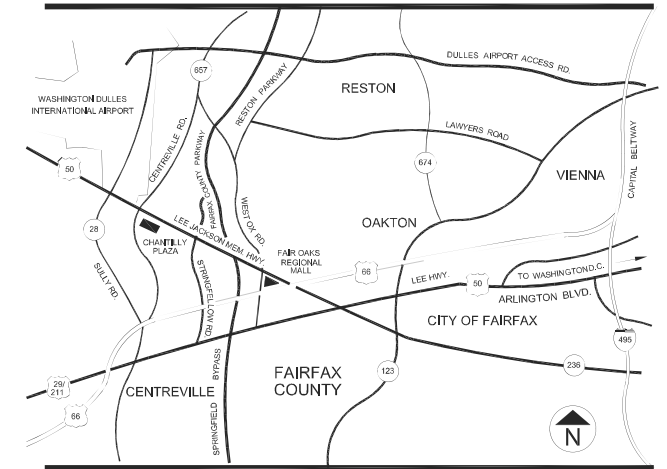 DULLES AIRPORT ACCESS RD.
657
RESTON PARKWAY
RESTON
WASHINGTON DULLES
INTERNATIONAL AIRPORT
CENTREVILLE RD.
FAIRFAX COUNTY PARKWAY
LAWYERS ROAD
CAPITAL BELTWAY
50
674
VIENNA
WEST OX RD.
28
LEE JACKSON MEM. HWY.
OAKTON
CHANTILLY
PLAZA
FAIR OAKS
REGIONAL
MALL
SULLY RD.
STRINGFELLOW RD.
66
LEE HWY.
50
TO WASHINGTON D.C.
ARLINGTON BLVD.
CITY OF FAIRFAX
495
29/
211
CENTREVILLE
SPRINGFIELD BYPASS
FAIRFAX
COUNTY
123
236
66
N